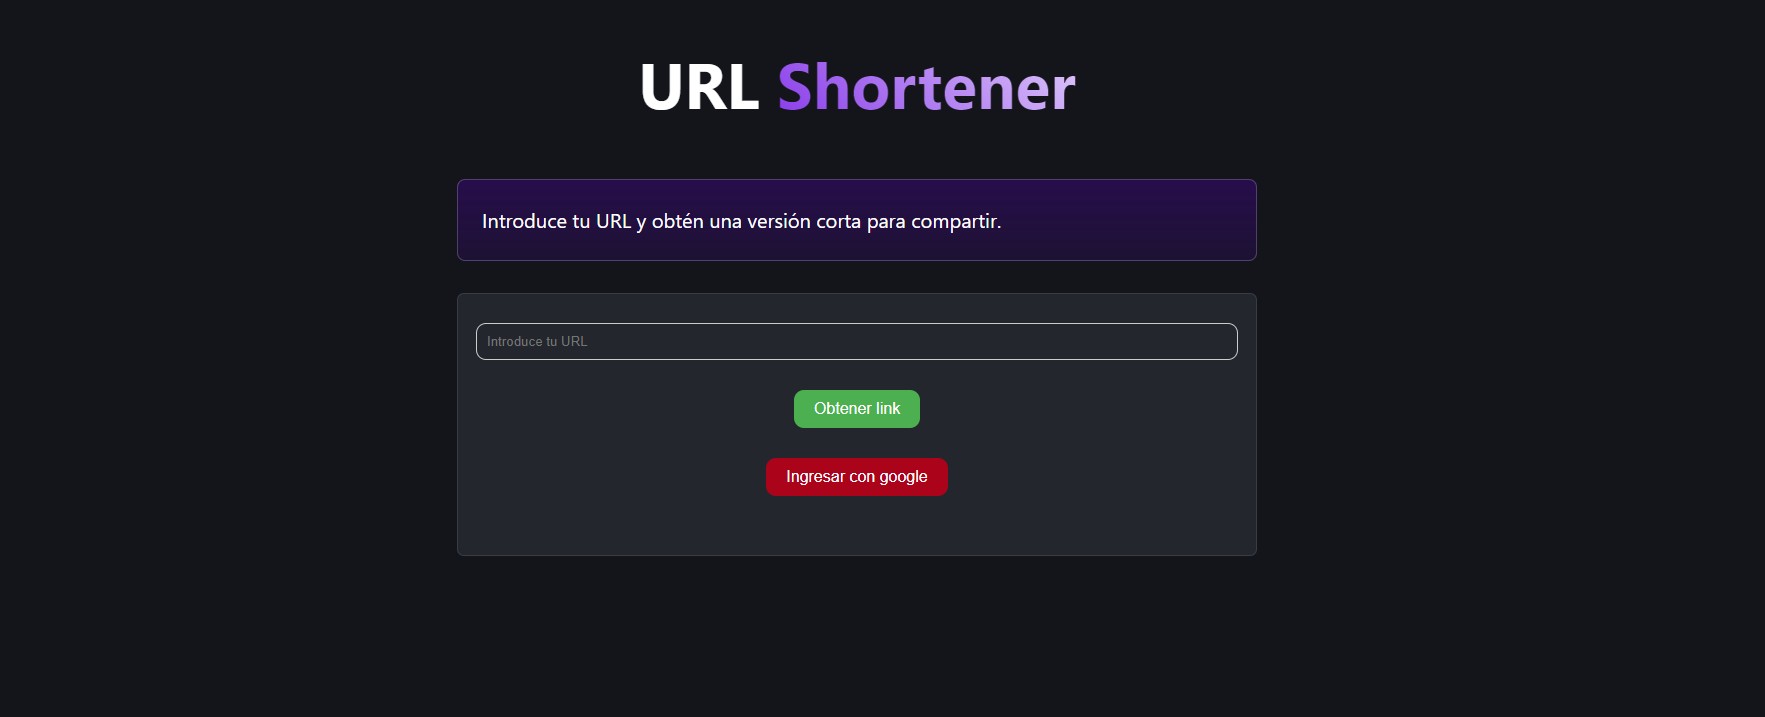 URL Shortener
Introduce tu URL y obtén una versión corta para compartir.
Introduce tu URL
Obtener link
Ingresar con google